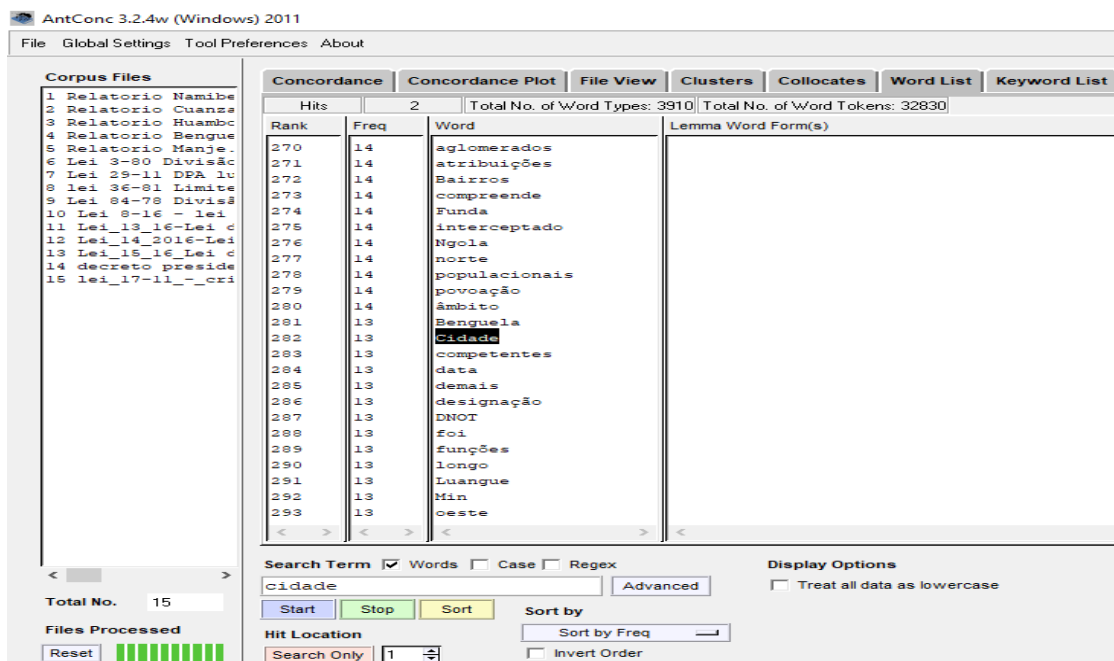 AntConc 3.2.4w (Windows) 2011
File Global Settings Tool Preferences About
Corpus Files
1 Relatorio Namibe
2 Relatorio Cuanza
3 Relatorio Huambo
4 Relatorio Bengue
5 Relatorio Manje.
6 Lei 3-80 Divisão
7 Lei 29-11 DPA lu
8 lei 36-81 Limite
9 Lei 84-78 Divisã
10 Lei 8-16 - lei
11 Lei_13_16-Lei d
12 Lei_14_2016-Lei
13 Lei_15_16_Lei d
14 decreto preside
15 lei_17-11_-_cri
Total No. 15
Files Processed
Reset
Concordance Concordance Plot File View Clusters Collocates Word List Keyword List
Hits 2 Total No. of Word Types: 3910 Total No. of Word Tokens: 32830
Rank Freq Word Lemma Word Form(s)
270 14 aglomerados
271 14 atribuições
272 14 Bairros
273 14 compreende
274 14 Funda
275 14 interceptado
276 14 Ngola
277 14 norte
278 14 populacionais
279 14 povoação
280 14 âmbito
281 13 Benguela
282 13 Cidade
283 13 competentes
284 13 data
285 13 demais
286 13 designação
287 13 DNOT
288 13 foi
289 13 funções
290 13 longo
291 13 Luangue
292 13 Min
293 13 oeste
Search Term Words Case Regex
cidade Advanced
Start Stop Sort
Hit Location
Search Only 1
Sort by
Sort by Freq
Invert Order
Display Options
Treat all data as lowercase